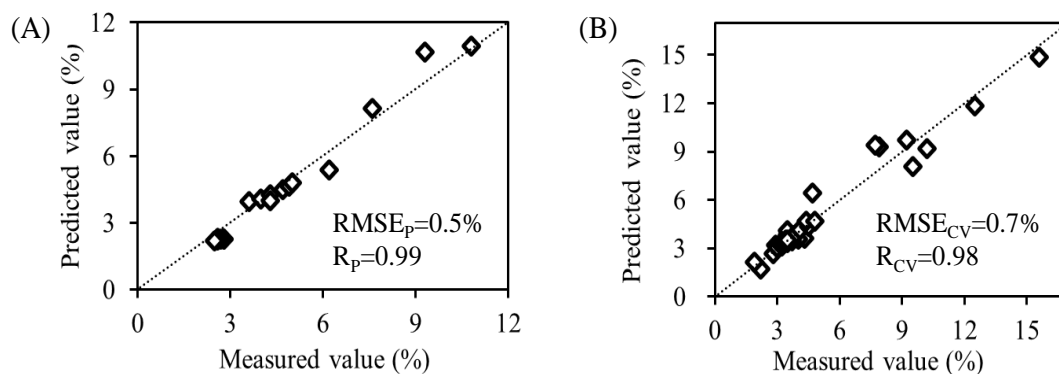 (A)
12
9
6
3
0
Predicted value (%)
RMSE_P=0.5%
R_P=0.99
0 3 6 9 12
Measured value (%)
(B)
15
12
9
6
3
0
Predicted value (%)
RMSE_CV=0.7%
R_CV=0.98
0 3 6 9 12 15
Measured value (%)